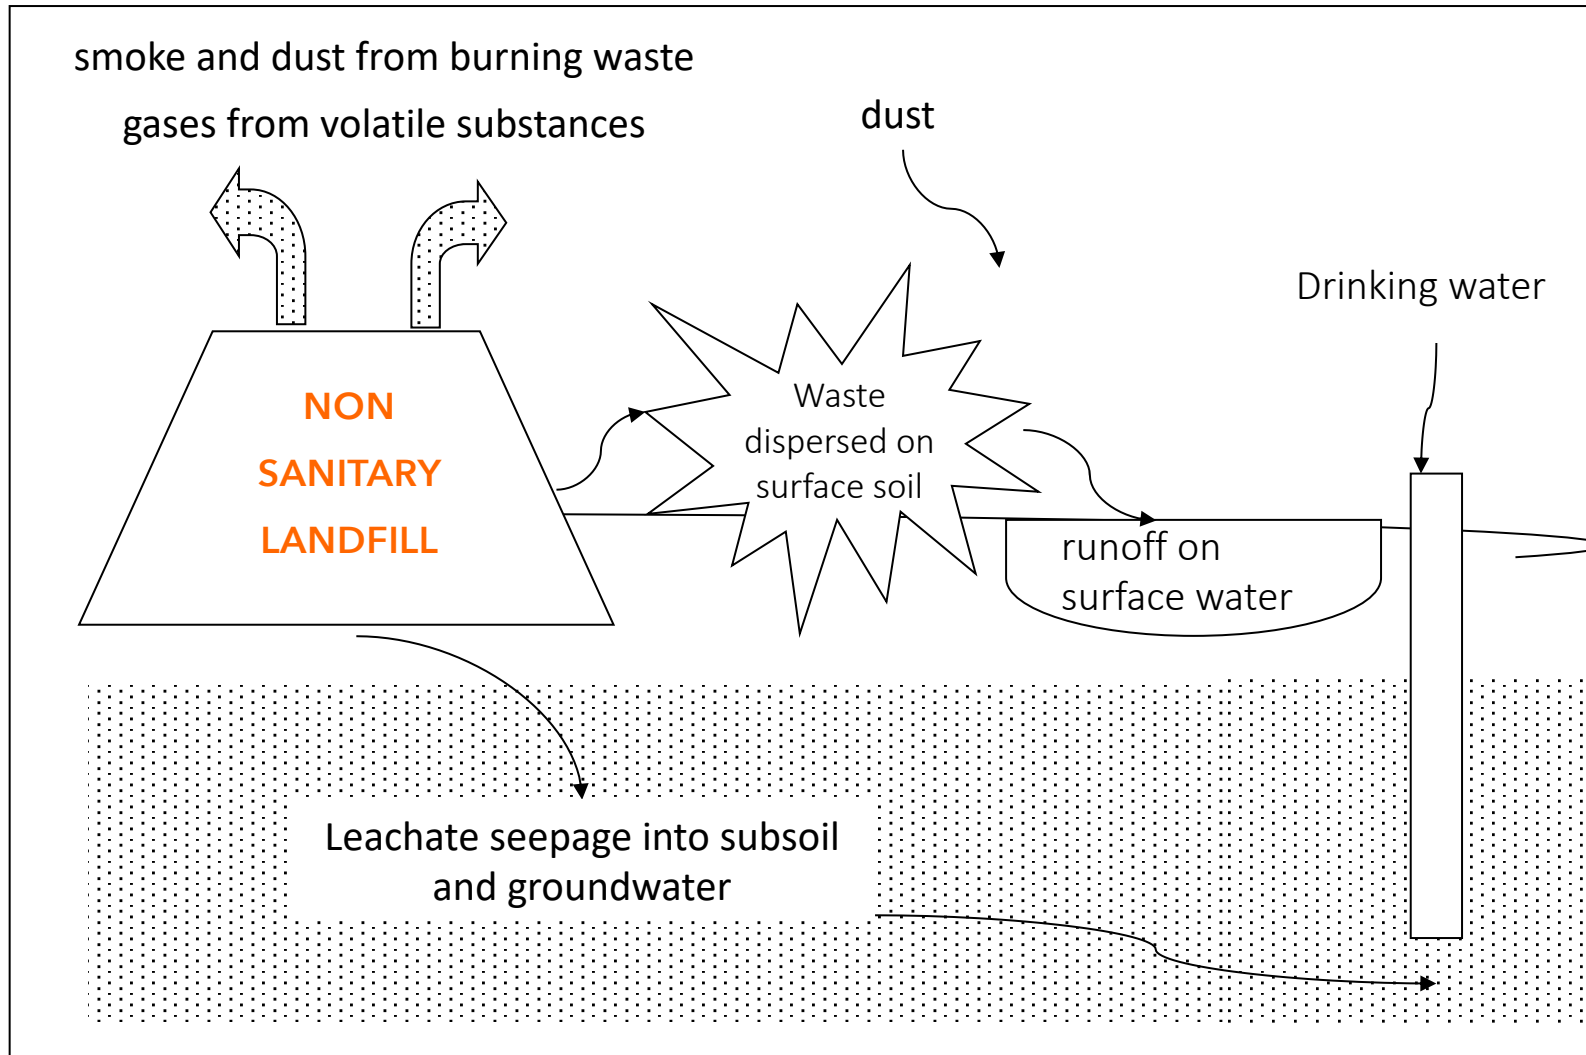 smoke and dust from burning waste
gases from volatile substances
dust
Drinking water
NON
SANITARY
LANDFILL
Waste
dispersed on
surface soil
runoff on
surface water
Leachate seepage into subsoil
and groundwater